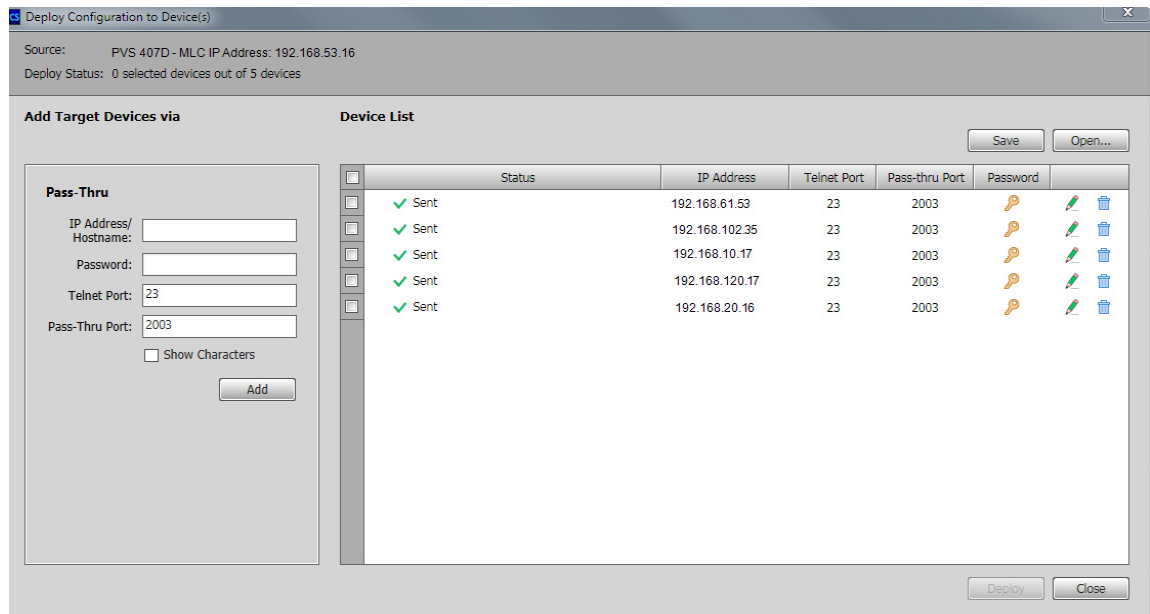 CS Deploy Configuration to Device(s) X
Source: PVS 407D - MLC IP Address: 192.168.53.16
Deploy Status: 0 selected devices out of 5 devices
Add Target Devices via
Device List
Save Open...
Pass-Thru
IP Address/
Hostname:
Password:
Telnet Port: 23
Pass-Thru Port: 2003
Show Characters
Add
Status IP Address Telnet Port Pass-thru Port Password
Sent 192.168.61.53 23 2003
Sent 192.168.102.35 23 2003
Sent 192.168.10.17 23 2003
Sent 192.168.120.17 23 2003
Sent 192.168.20.16 23 2003
Deploy Close